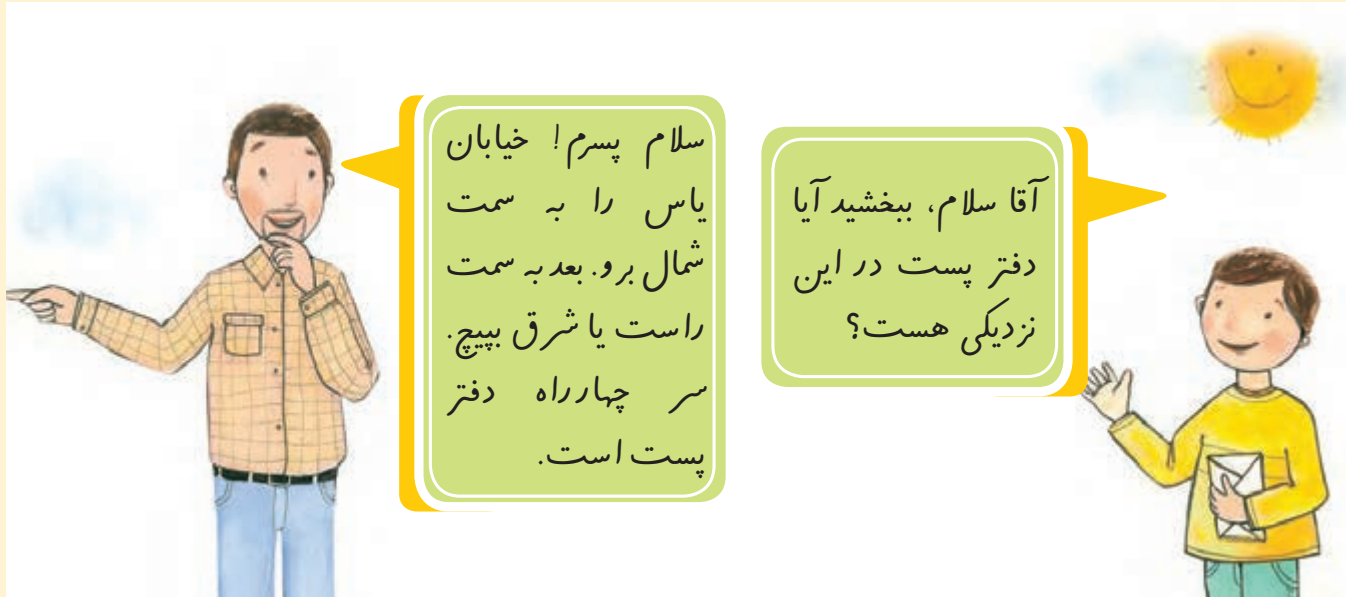 آقا سلام، ببخشید آیا
دفتر پست در این
نزدیکی هست؟
سلام پسرم! خیابان
یاس را به سمت
شمال برو. بعد به سمت
راست یا شرق بپیچ.
سر چهارراه دفتر
پست است.